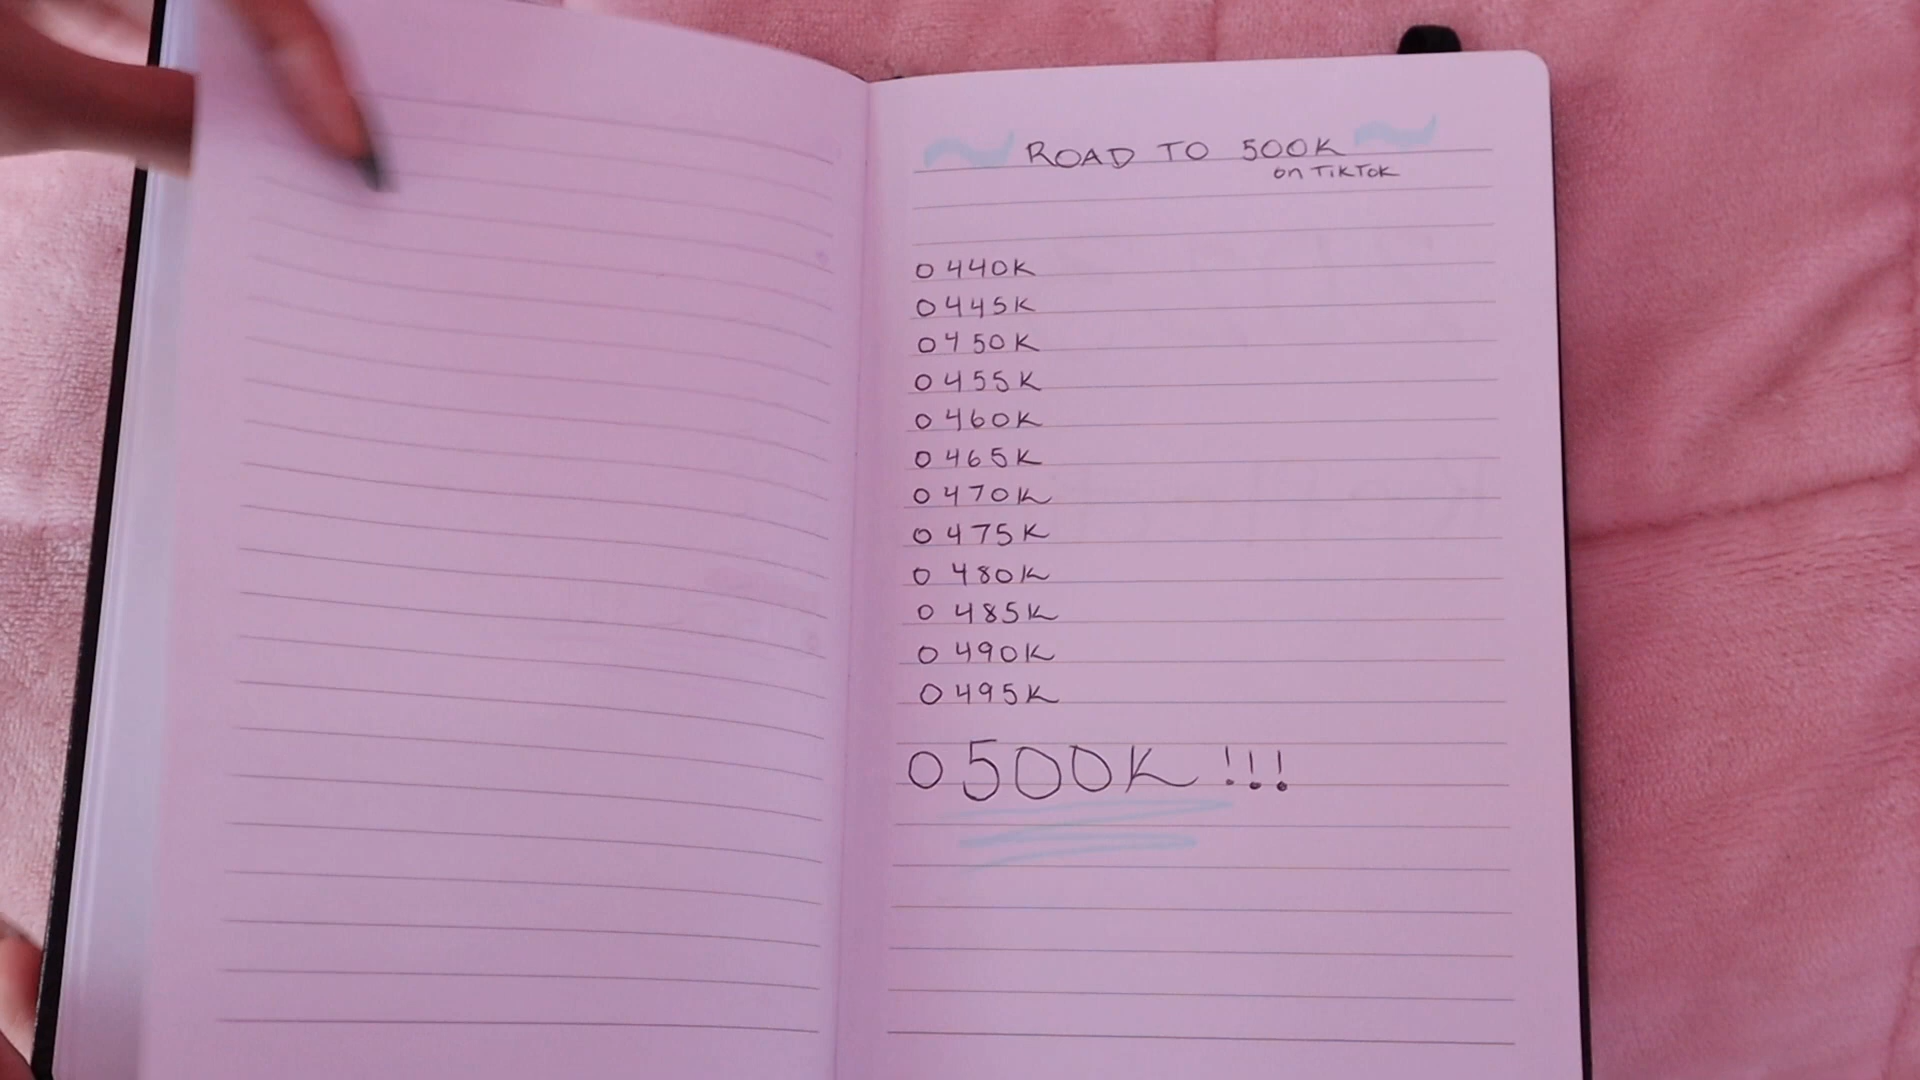 ROAD TO 500K
on TikTok
O 440K
O 445K
O 450K
O 455K
O 460K
O 465K
O 470K
O 475K
O 480K
O 485K
O 490K
O 495K
O 500K !!!